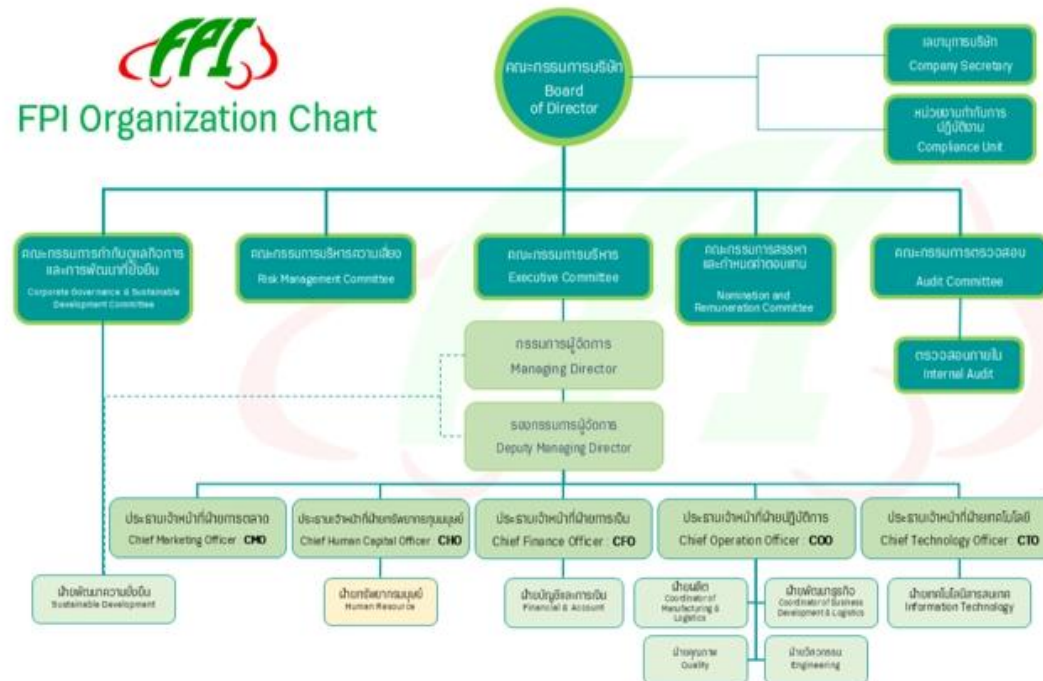 FPI
FPI Organization Chart
คณะกรรมการบริษัท
Board
of Director
เลขานุการบริษัท
Company Secretary
หน่วยงานกำกับการ
ปฏิบัติงาน
Compliance Unit
คณะกรรมการกำกับดูแลกิจการ
และการพัฒนาที่ยั่งยืน
Corporate Governance & Sustainable
Development Committee
คณะกรรมการบริหารความเสี่ยง
Risk Management Committee
คณะกรรมการบริหาร
Executive Committee
คณะกรรมการสรรหา
และกำหนดค่าตอบแทน
Nomination and
Remuneration Committee
คณะกรรมการตรวจสอบ
Audit Committee
ตรวจสอบภายใน
Internal Audit
กรรมการผู้จัดการ
Managing Director
รองกรรมการผู้จัดการ
Deputy Managing Director
ประธานเจ้าหน้าที่ฝ่ายการตลาด
Chief Marketing Officer : CMO
ประธานเจ้าหน้าที่ฝ่ายทรัพยากรทุนมนุษย์
Chief Human Capital Officer : CHO
ประธานเจ้าหน้าที่ฝ่ายการเงิน
Chief Finance Officer : CFO
ประธานเจ้าหน้าที่ฝ่ายปฏิบัติการ
Chief Operation Officer : COO
ประธานเจ้าหน้าที่ฝ่ายเทคโนโลยี
Chief Technology Officer : CTO
ฝ่ายพัฒนาความยั่งยืน
Sustainable Development
ฝ่ายทรัพยากรมนุษย์
Human Resource
ฝ่ายบัญชีและการเงิน
Financial & Account
ฝ่ายผลิต
Coordinator of
Manufacturing &
Logistics
ฝ่ายพัฒนาธุรกิจ
Coordinator of Business
Development & Logistics
ฝ่ายเทคโนโลยีสารสนเทศ
Information Technology
ฝ่ายคุณภาพ
Quality
ฝ่ายวิศวกรรม
Engineering